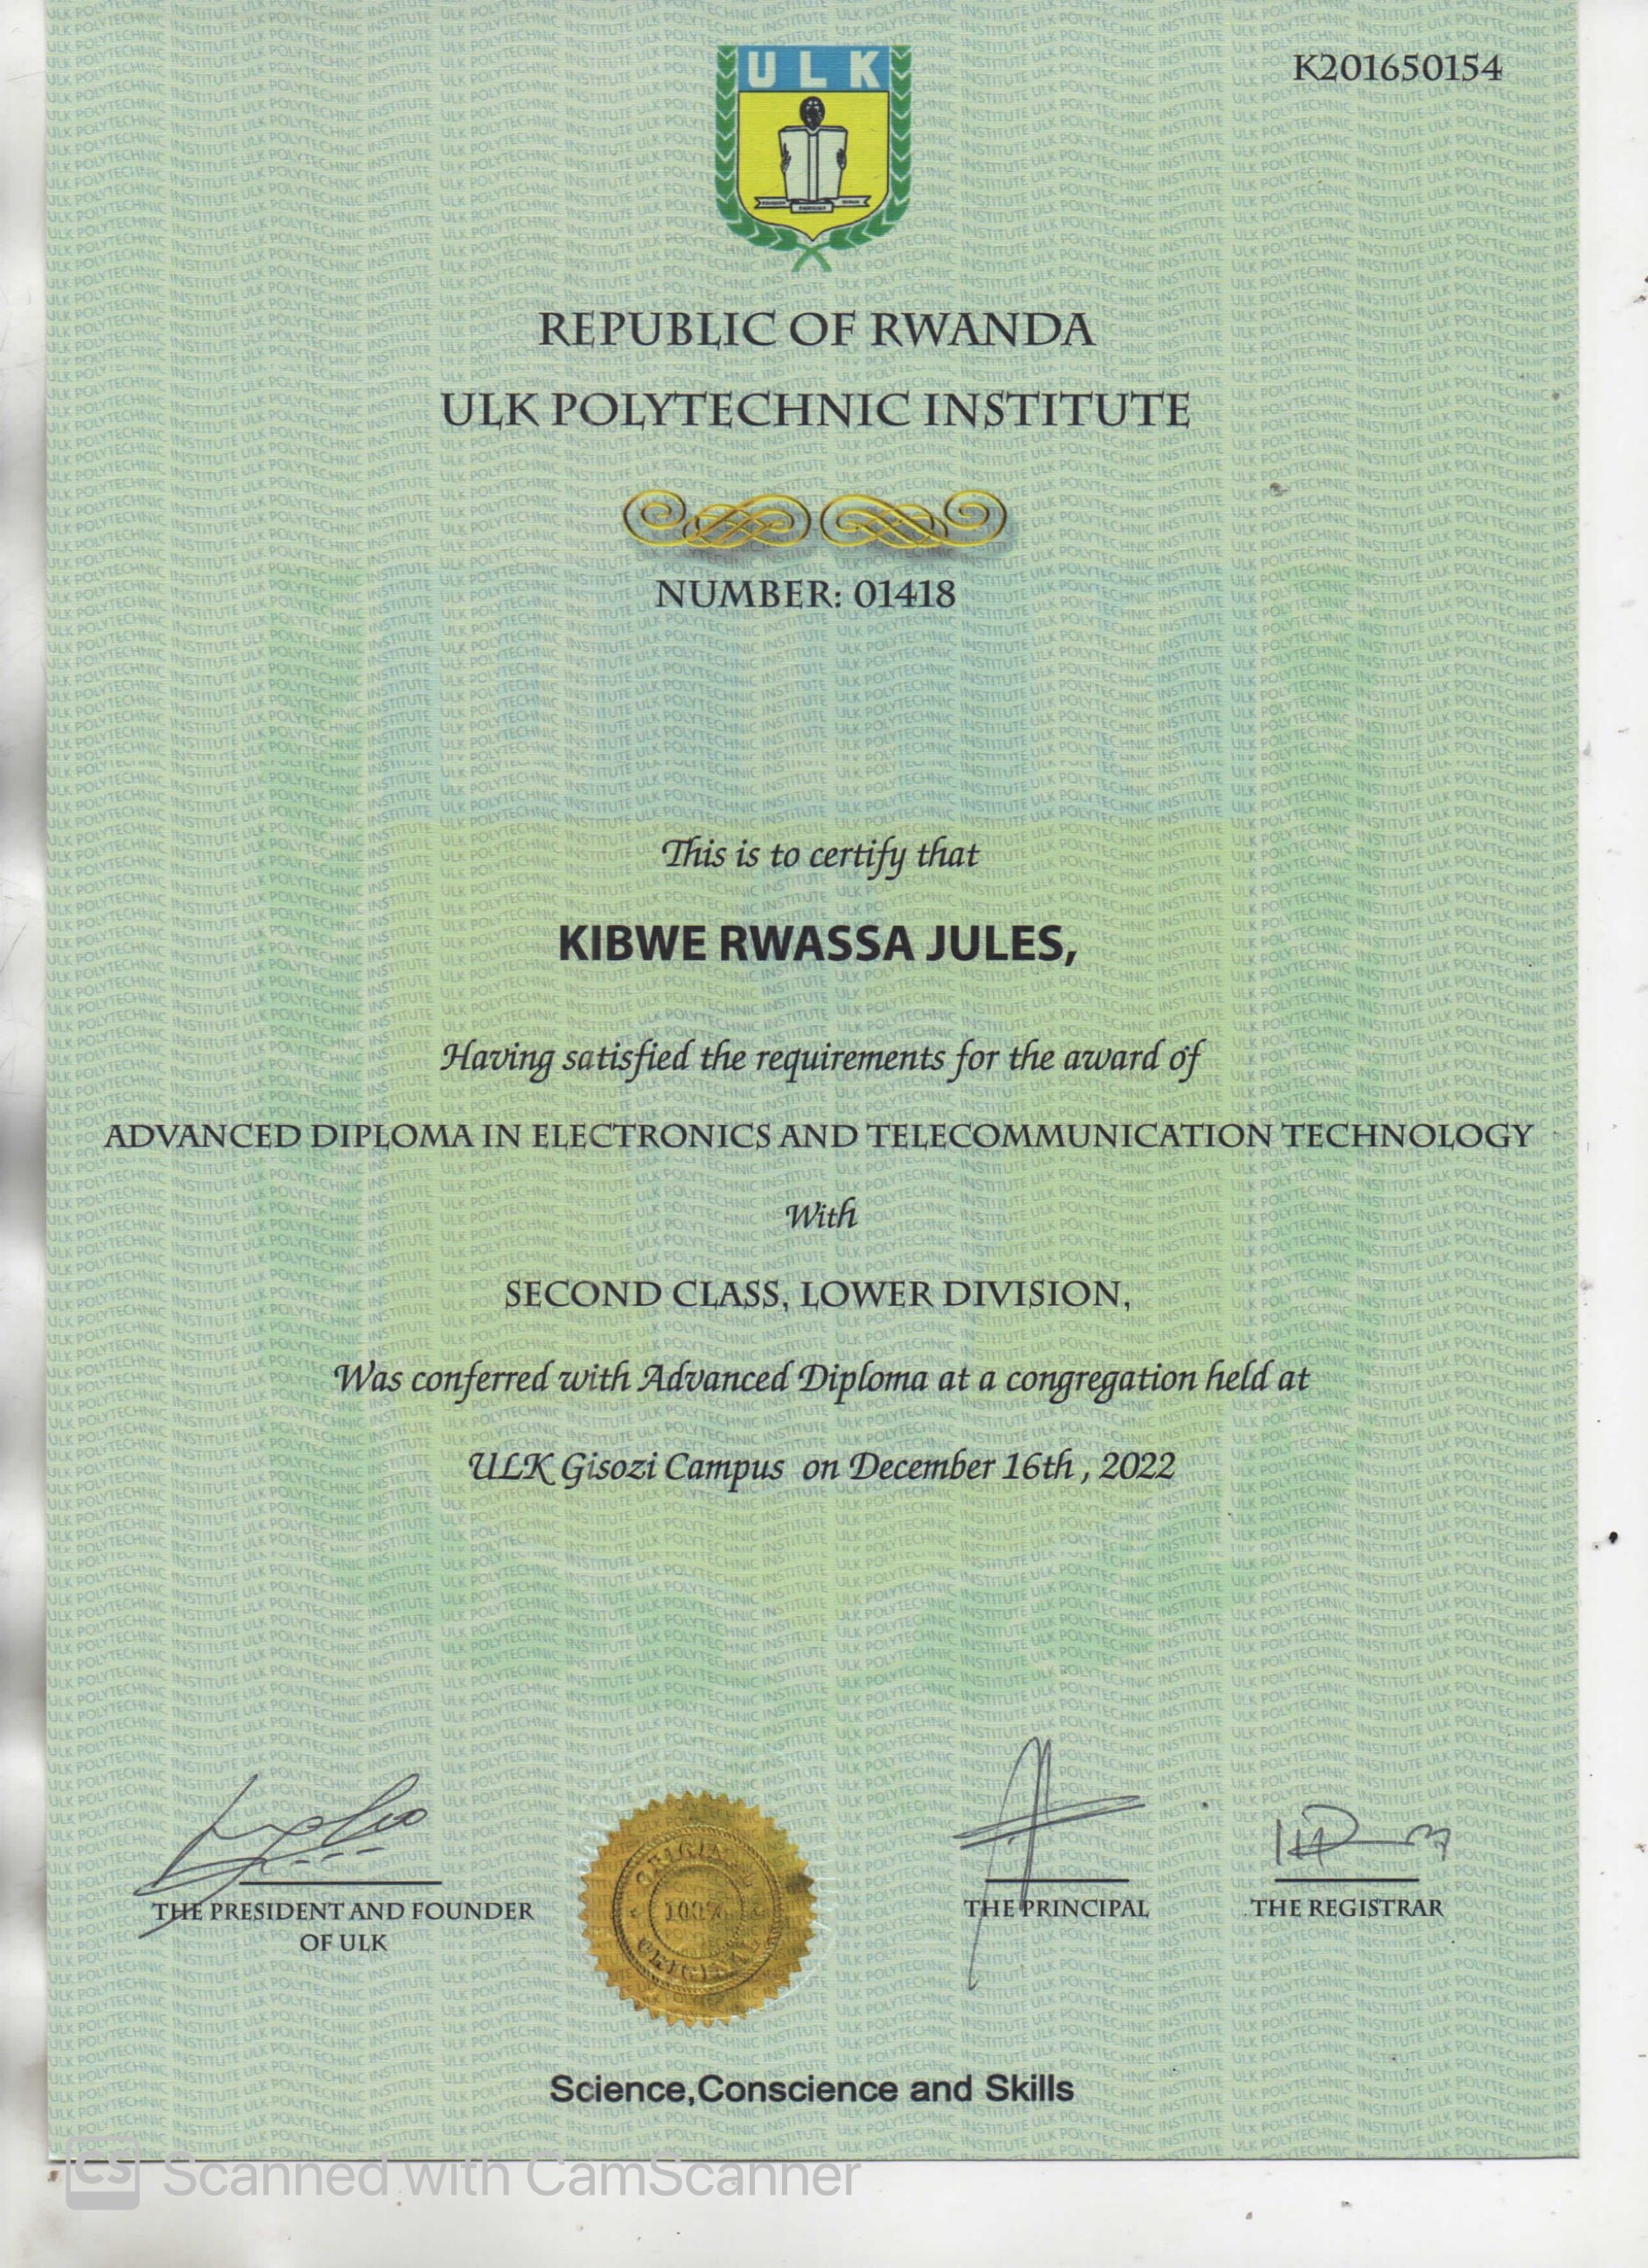 K201650154
ULK
REPUBLIC OF RWANDA
ULK POLYTECHNIC INSTITUTE
NUMBER: 01418
This is to certify that
KIBWE RWASSA JULES,
Having satisfied the requirements for the award of
ADVANCED DIPLOMA IN ELECTRONICS AND TELECOMMUNICATION TECHNOLOGY
With
SECOND CLASS, LOWER DIVISION,
Was conferred with Advanced Diploma at a congregation held at
ULK Gisozi Campus on December 16th , 2022
THE PRESIDENT AND FOUNDER
OF ULK
ORIGINAL
100%
ORIGINAL
THE PRINCIPAL
THE REGISTRAR
Science,Conscience and Skills
CS Scanned with CamScanner